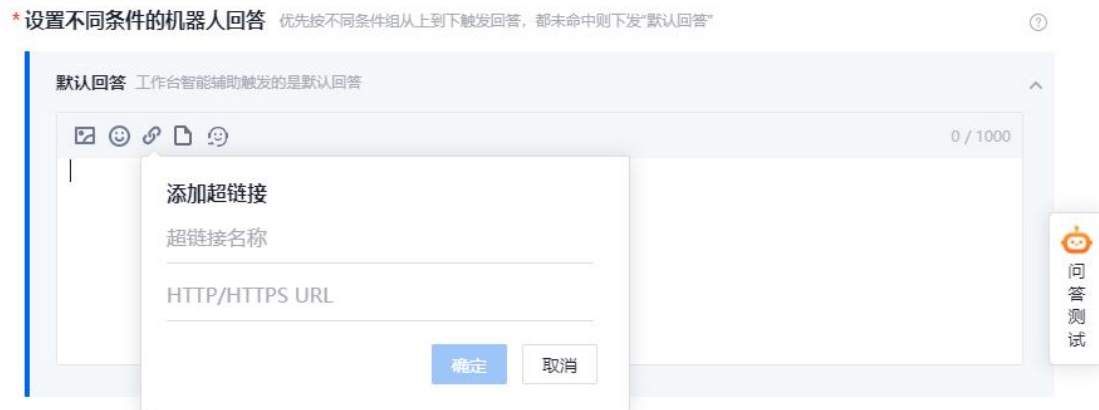 *设置不同条件的机器人回答 优先按不同条件组从上到下触发回答，都未命中则下发“默认回答”
默认回答 工作台智能辅助触发的是默认回答
0 / 1000
添加超链接
超链接名称
HTTP/HTTPS URL
确定 取消
问
答
测
试